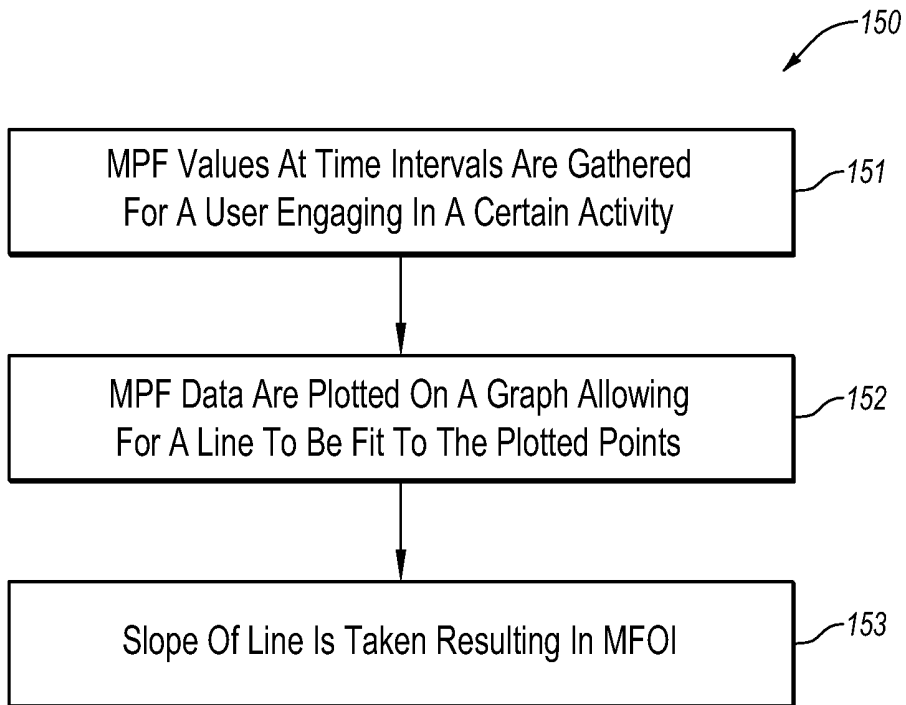 150
MPF Values At Time Intervals Are Gathered
For A User Engaging In A Certain Activity
151
MPF Data Are Plotted On A Graph Allowing
For A Line To Be Fit To The Plotted Points
152
Slope Of Line Is Taken Resulting In MFOI
153